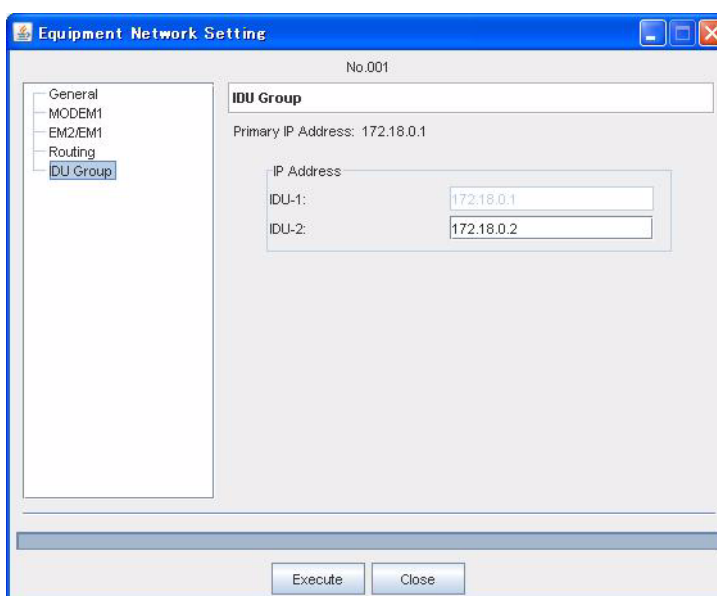 Equipment Network Setting
No.001
General
MODEM1
EM2/EM1
Routing
IDU Group
IDU Group
Primary IP Address: 172.18.0.1
IP Address
IDU-1: 172.18.0.1
IDU-2: 172.18.0.2
Execute Close